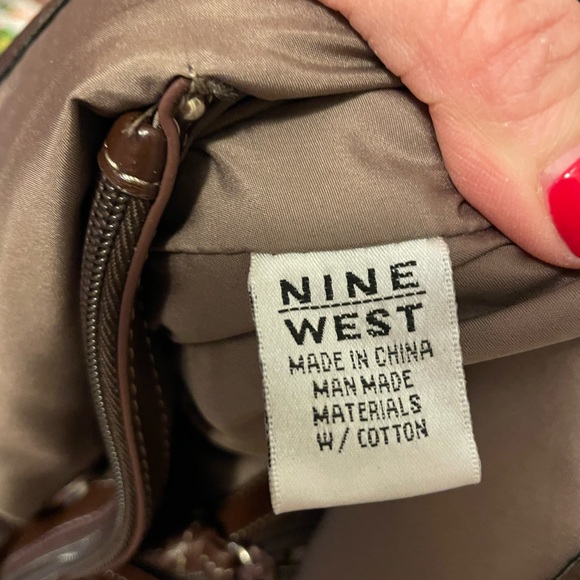 NINE
WEST
MADE IN CHINA
MAN MADE
MATERIALS
W/ COTTON